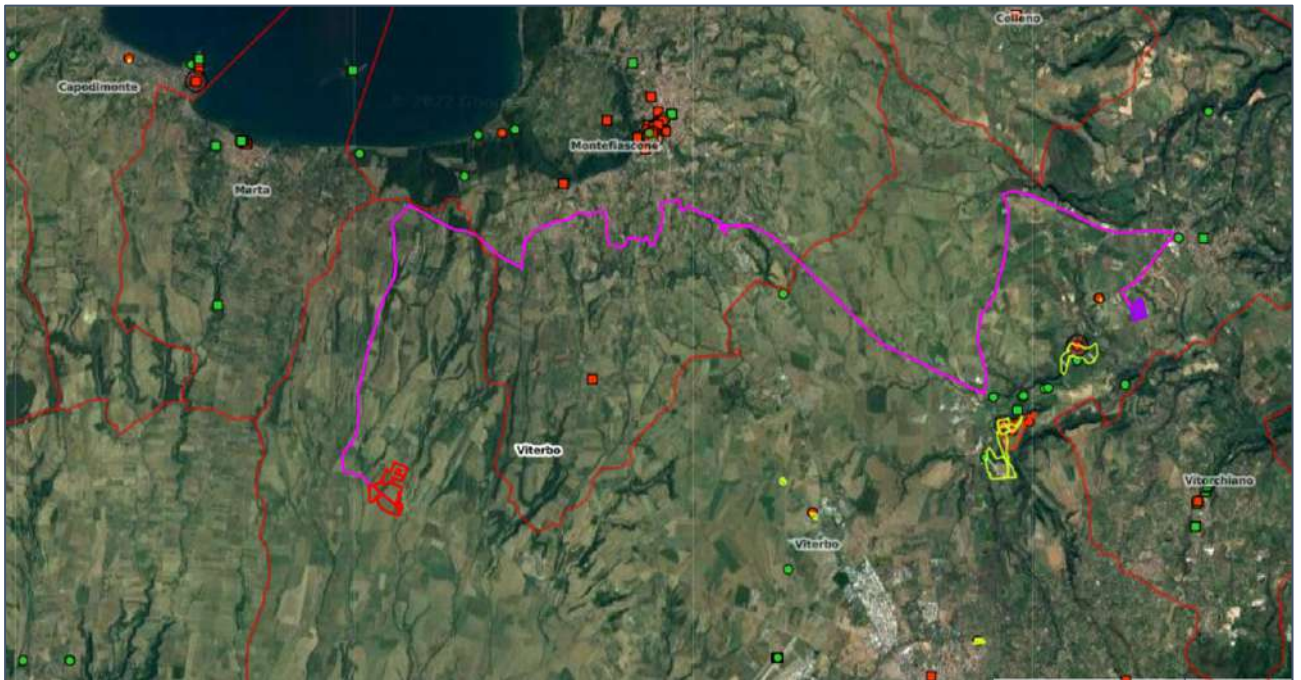 Celleno
Capodimonte
Montefiascone
Marta
Viterbo
Vitorchiano
Viterbo